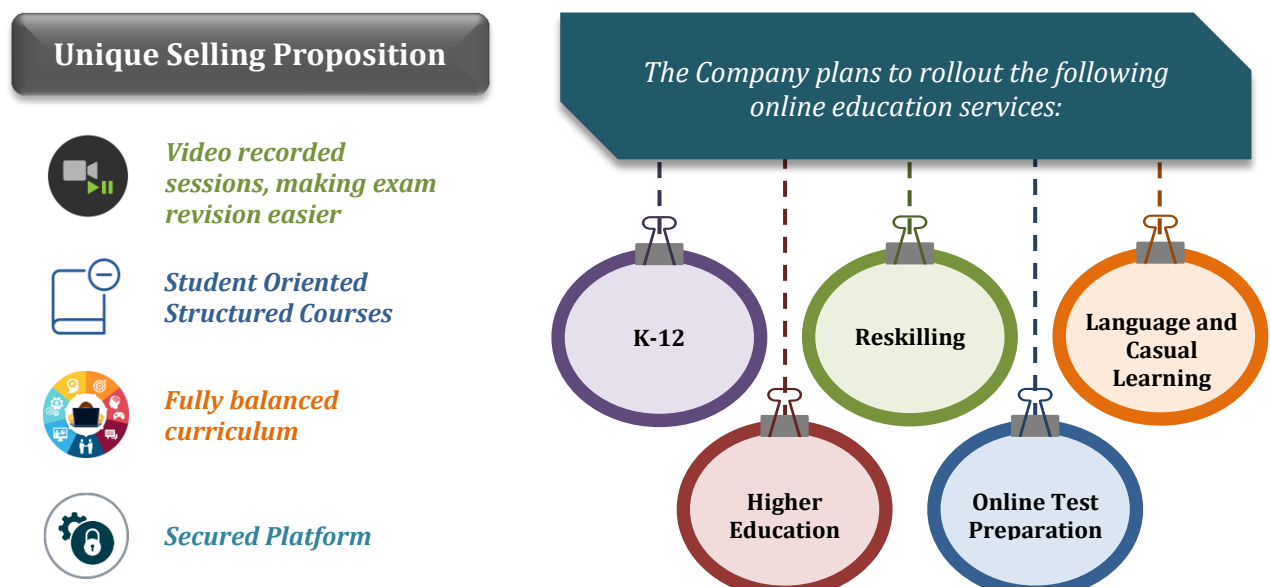 Unique Selling Proposition
Video recorded
sessions, making exam
revision easier
Student Oriented
Structured Courses
Fully balanced
curriculum
Secured Platform
The Company plans to rollout the following
online education services:
K-12
Reskilling
Language and
Casual
Learning
Higher
Education
Online Test
Preparation